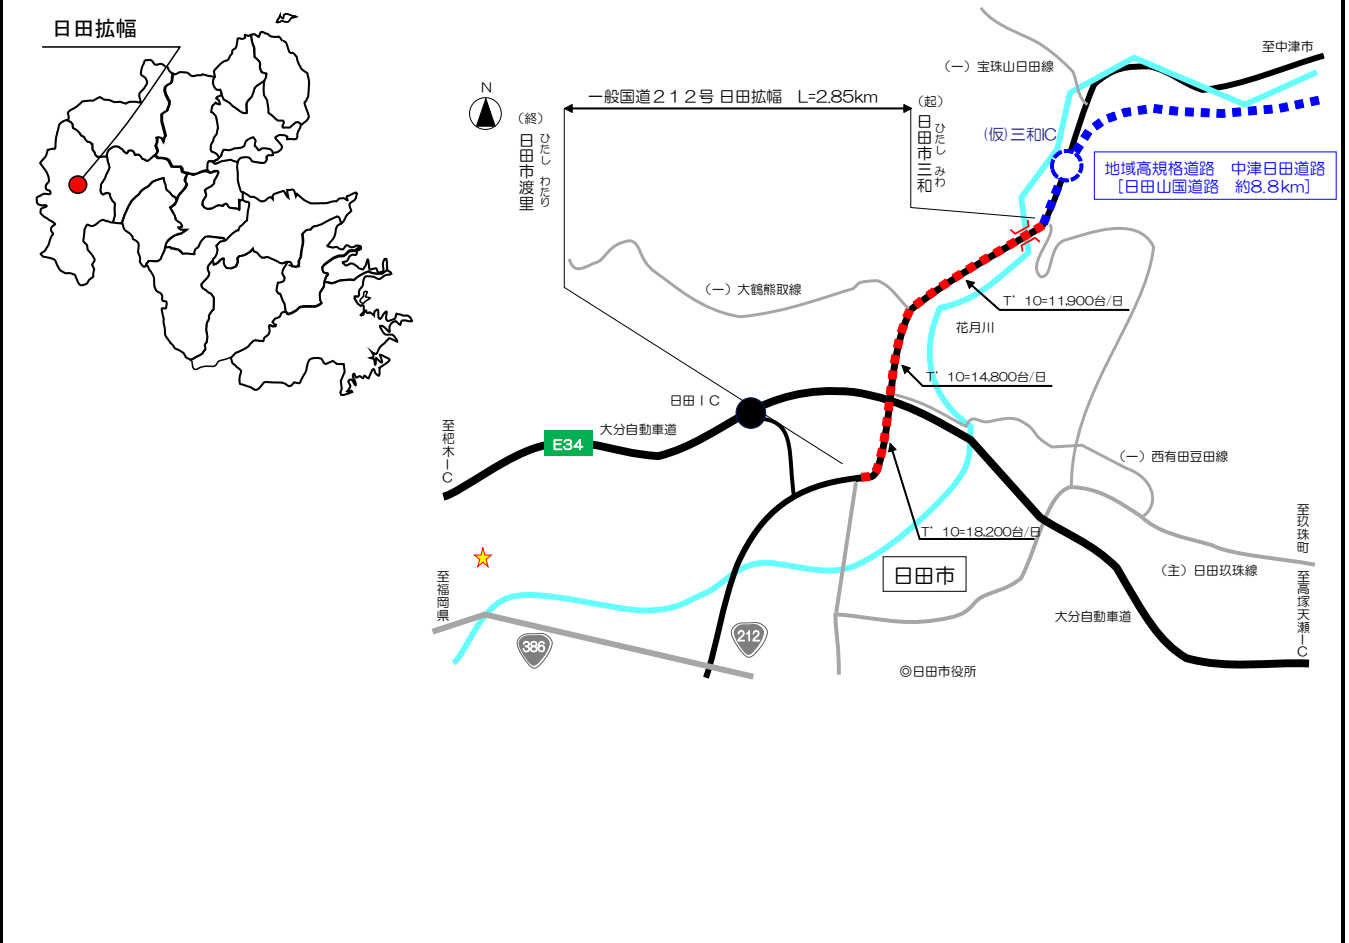 日田拡幅
N
一般国道212号 日田拡幅 L=2.85km
(終)
日田市渡里
ひたし わたり
(起)
日田市三和
ひたし みわ
(一)宝珠山日田線
至中津市
(仮)三和IC
地域高規格道路 中津日田道路
[日田山国道路 約8.8km]
(一)大鶴熊取線
T'10=11,900台/日
花月川
T'10=14,800台/日
日田IC
大分自動車道
E34
至杷木IC
(一)西有田豆田線
T'10=18,200台/日
至玖珠町
日田市
(主)日田玖珠線
至福岡県
至高塚天瀬IC
大分自動車道
386
212
◎日田市役所